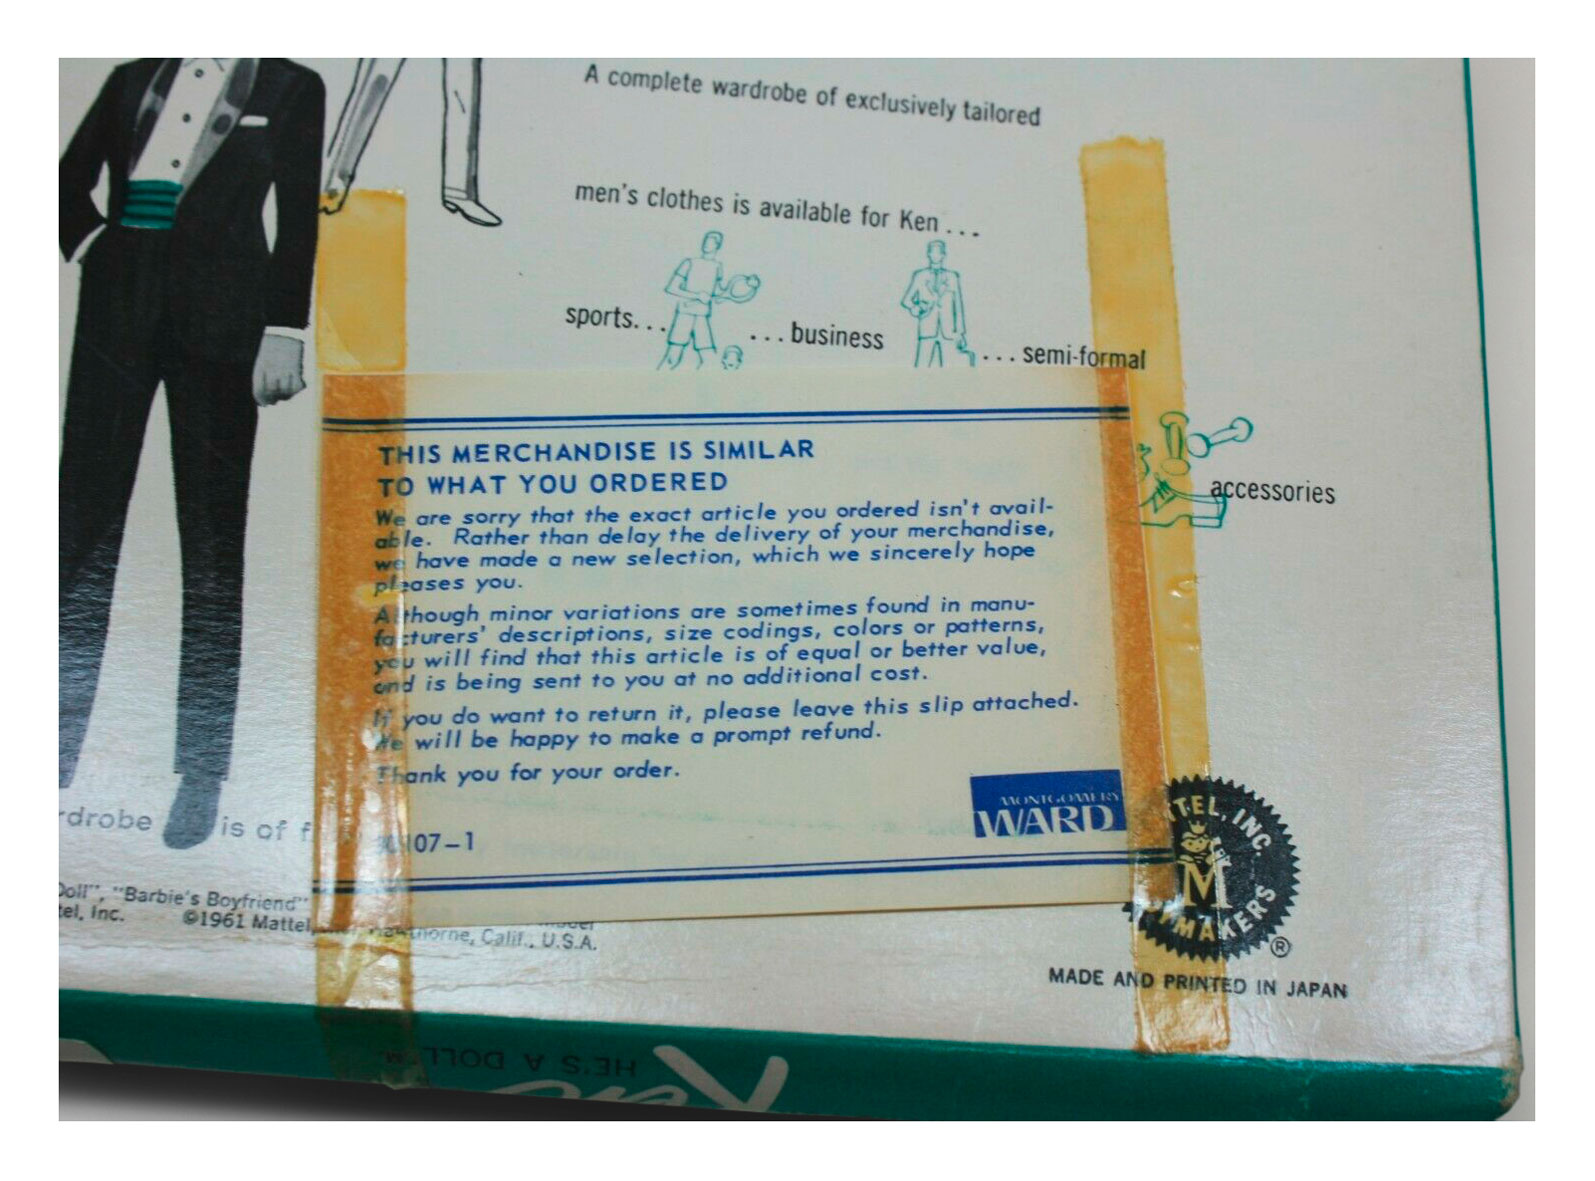 A complete wardrobe of exclusively tailored
men's clothes is available for Ken ...
sports...
...business
...semi-formal
accessories
THIS MERCHANDISE IS SIMILAR
TO WHAT YOU ORDERED
We are sorry that the exact article you ordered isn't avail-
able. Rather than delay the delivery of your merchandise,
we have made a new selection, which we sincerely hope
pleases you.
Although minor variations are sometimes found in manu-
facturers' descriptions, size codings, colors or patterns,
you will find that this article is of equal or better value,
and is being sent to you at no additional cost.
If you do want to return it, please leave this slip attached.
We will be happy to make a prompt refund.
Thank you for your order.
07-1
MONTGOMERY
WARD
rdrobe is of f
Doll", "Barbie's Boyfriend"
tel, Inc. ©1961 Mattel, Hawthorne, Calif., U.S.A.
TTEL, INC.
M
YMAKERS
®
MADE AND PRINTED IN JAPAN
Ken
HE'S A DOLL